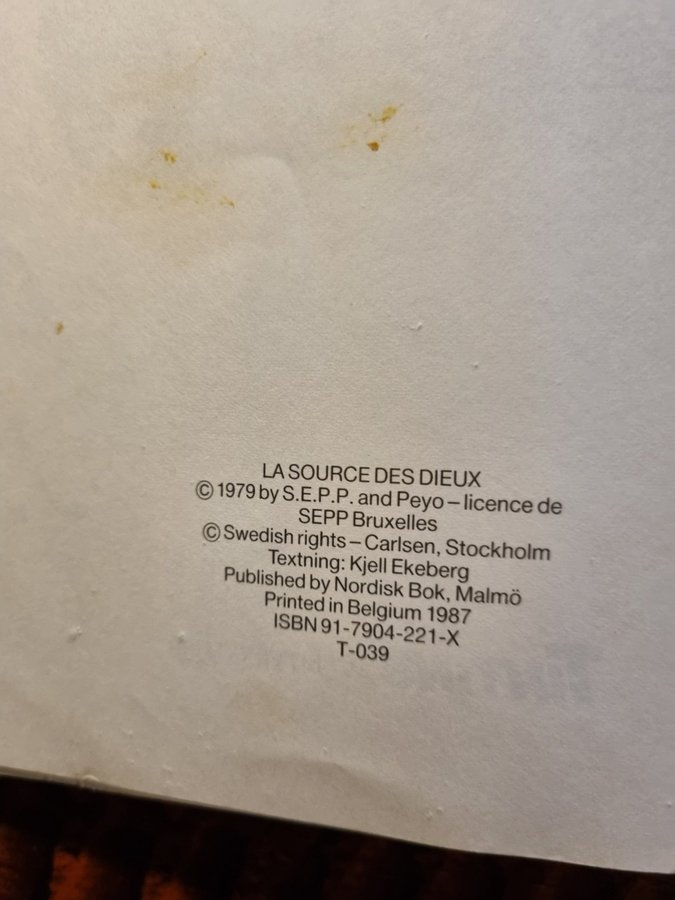 LA SOURCE DES DIEUX
© 1979 by S.E.P.P. and Peyo – licence de
SEPP Bruxelles
© Swedish rights – Carlsen, Stockholm
Textning: Kjell Ekeberg
Published by Nordisk Bok, Malmö
Printed in Belgium 1987
ISBN 91-7904-221-X
T-039